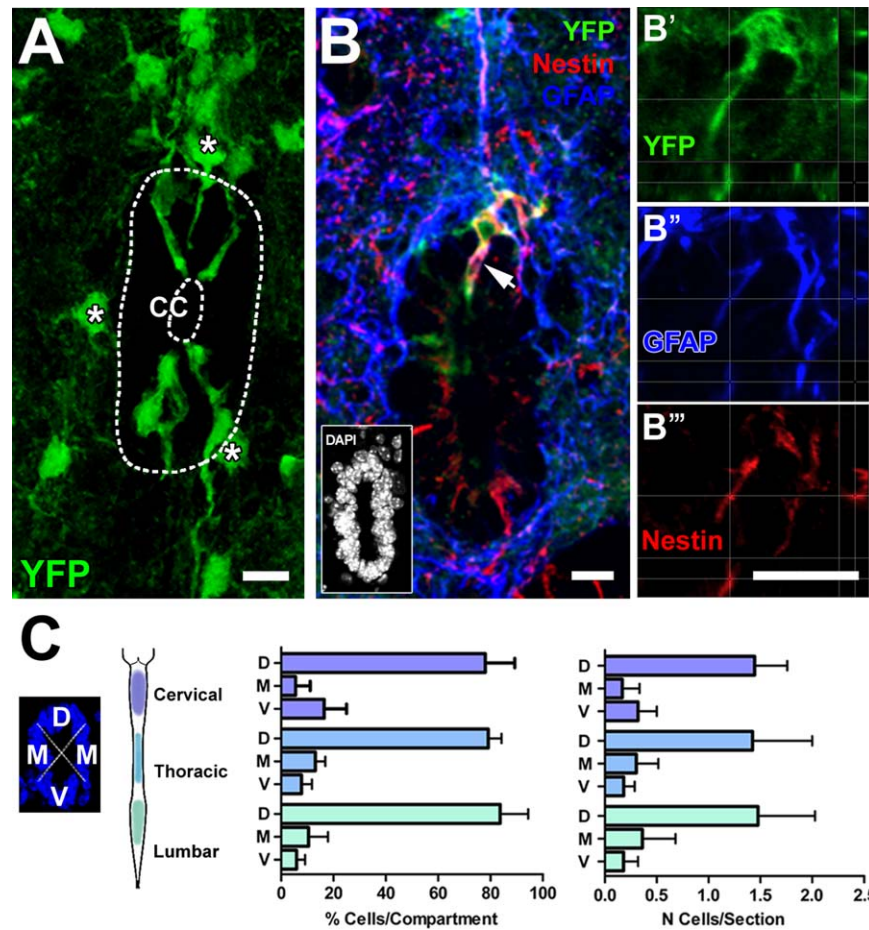 A
*
*
CC
*
YFP
B
YFP
Nestin
GFAP
DAPI
B'
YFP
B''
GFAP
B'''
Nestin
C
D
M M
V
Cervical
Thoracic
Lumbar
D
M
V
D
M
V
D
M
V
0 20 40 60 80 100
% Cells/Compartment
D
M
V
D
M
V
D
M
V
0.0 0.5 1.0 1.5 2.0 2.5
N Cells/Section